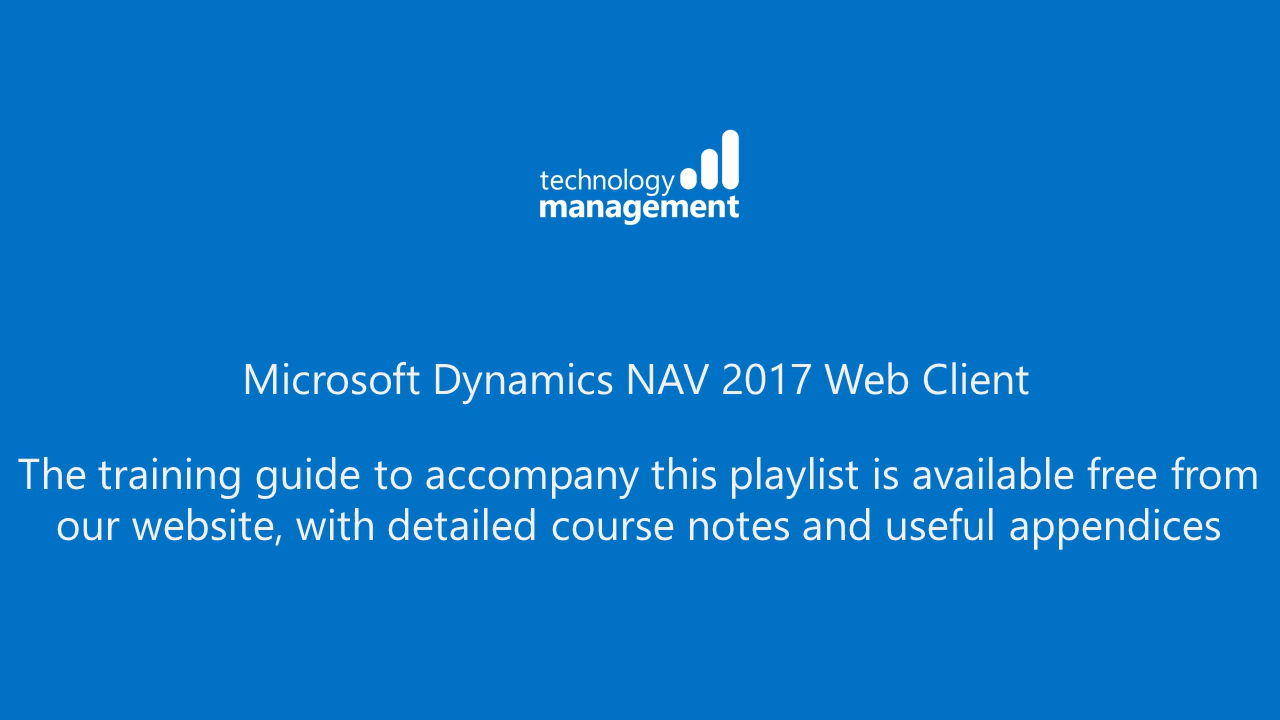 technology
management
Microsoft Dynamics NAV 2017 Web Client
The training guide to accompany this playlist is available free from
our website, with detailed course notes and useful appendices